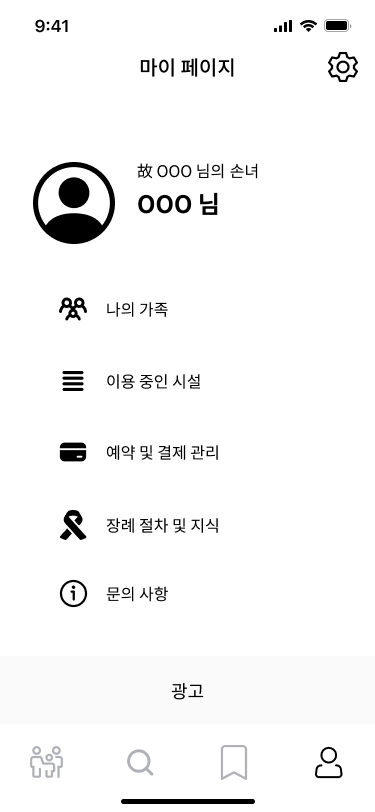 9:41
마이 페이지
故 OOO 님의 손녀
OOO 님
나의 가족
이용 중인 시설
예약 및 결제 관리
장례 절차 및 지식
문의 사항
광고